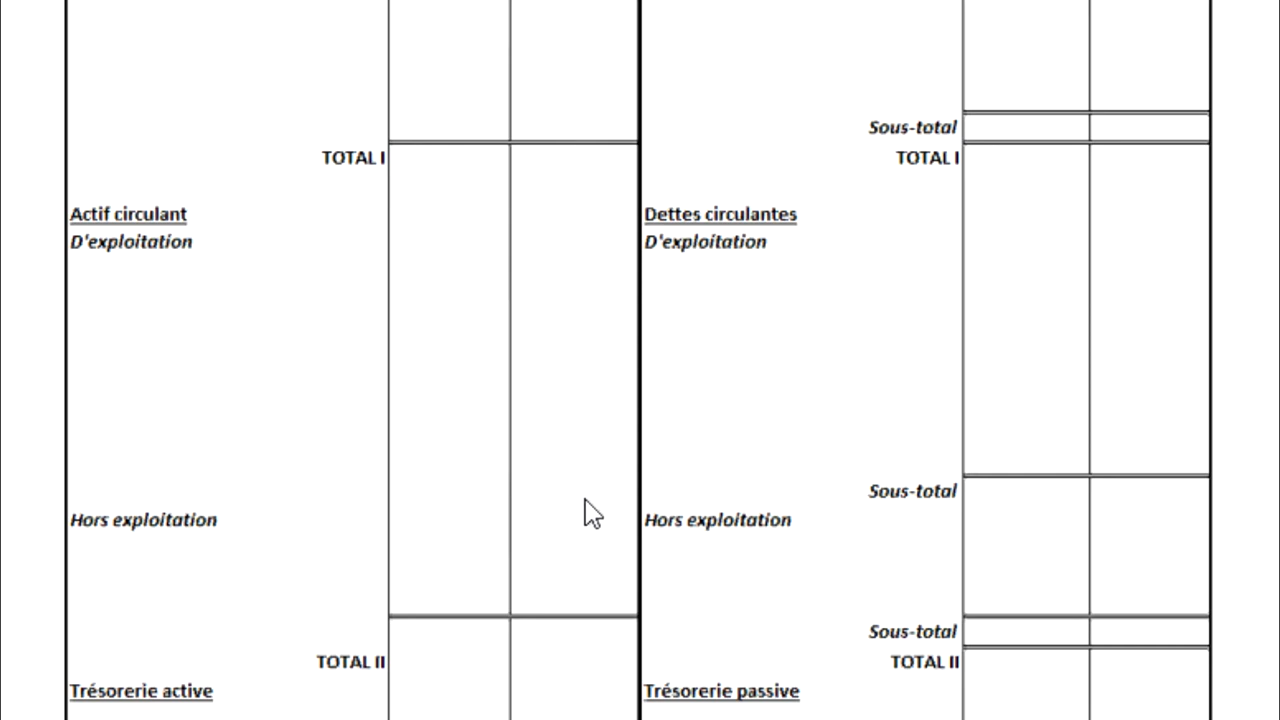 Sous-total
TOTAL I TOTAL I
Actif circulant Dettes circulantes
D'exploitation D'exploitation
Sous-total
Hors exploitation Hors exploitation
Sous-total
TOTAL II TOTAL II
Trésorerie active Trésorerie passive